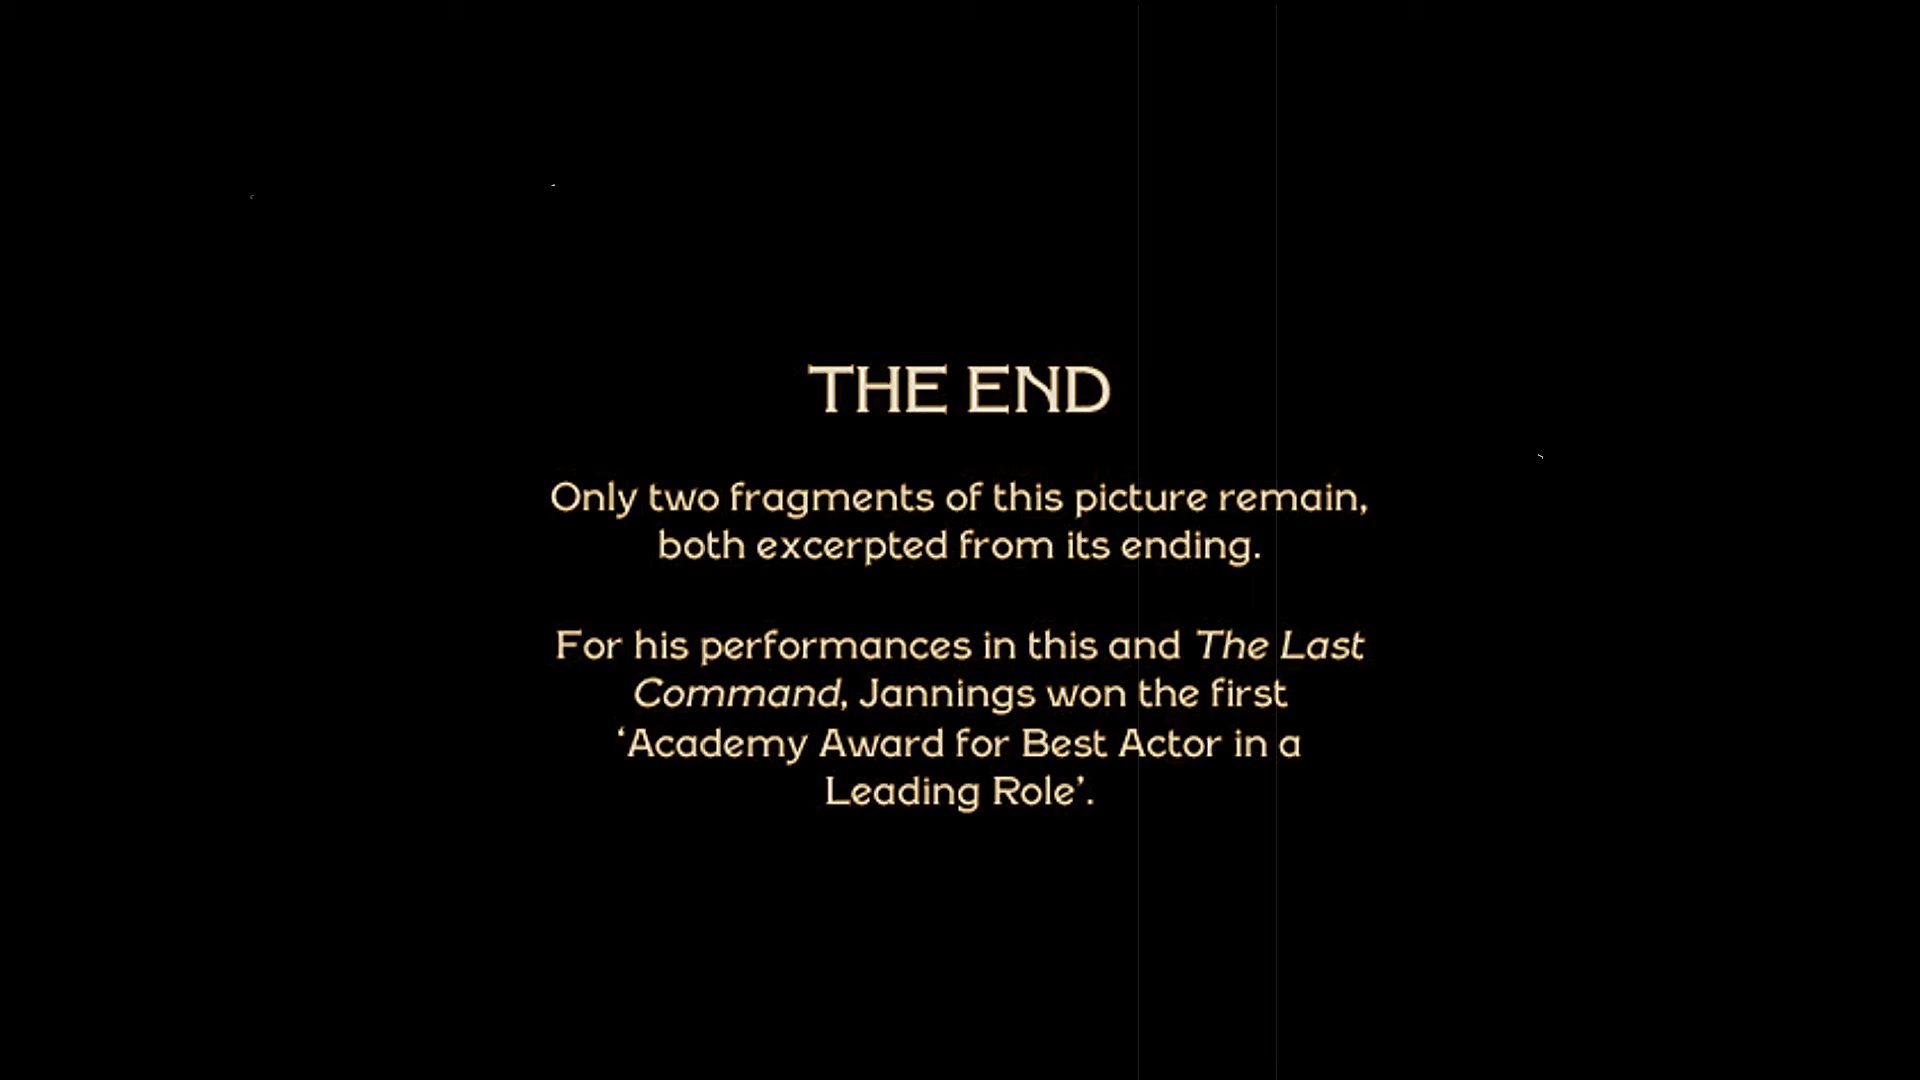 THE END
Only two fragments of this picture remain,
both excerpted from its ending.
For his performances in this and The Last
Command, Jannings won the first
‘Academy Award for Best Actor in a
Leading Role’.